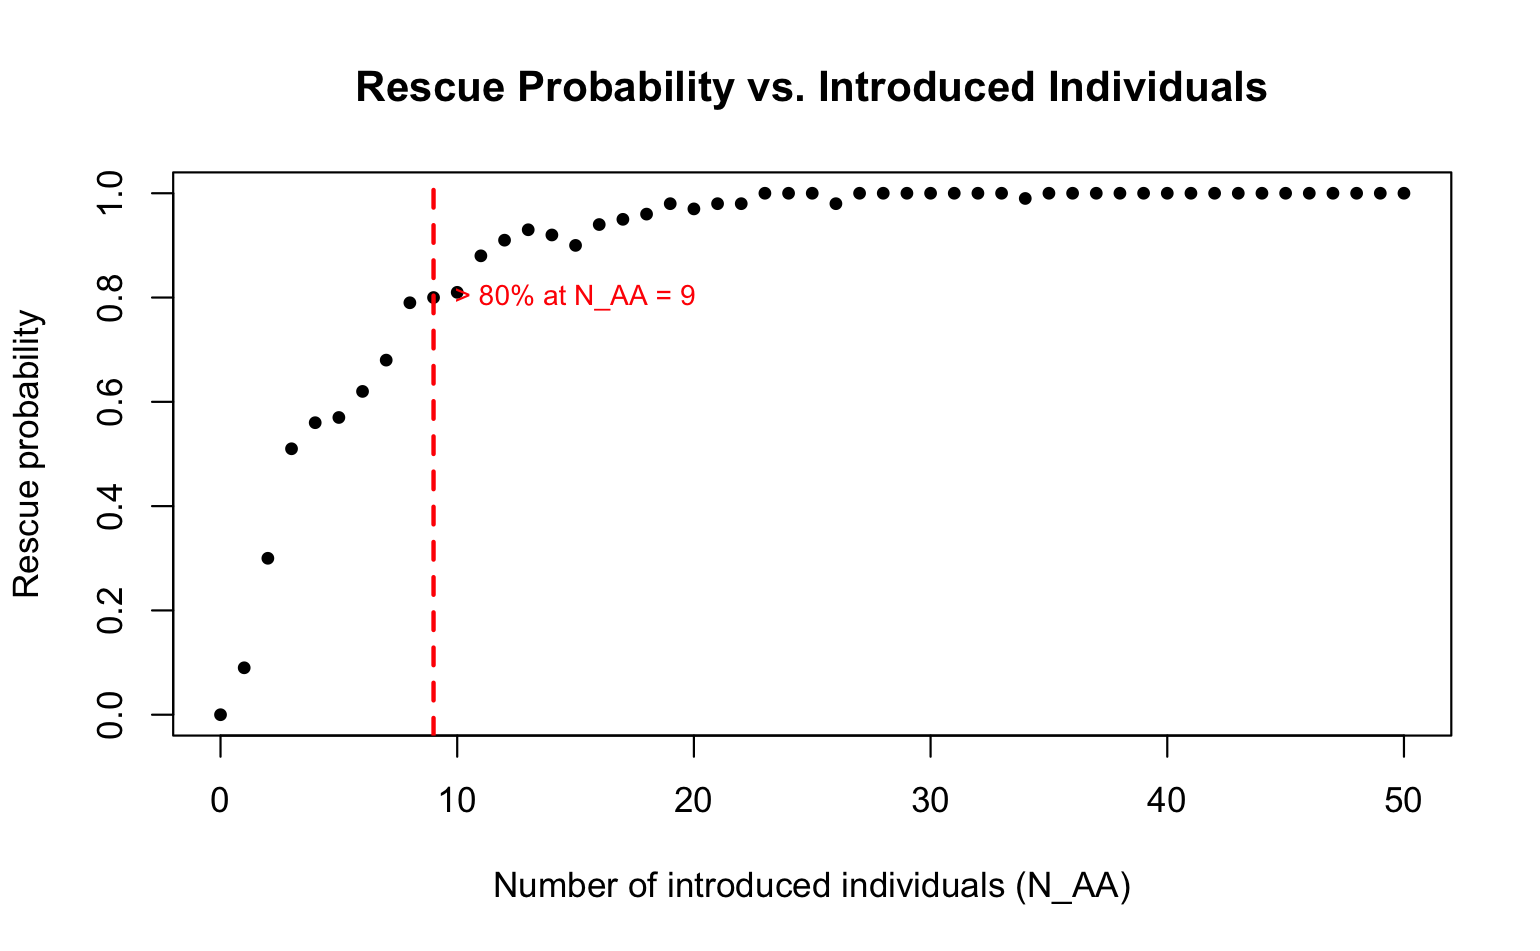 Rescue Probability vs. Introduced Individuals
Rescue probability
1.0
0.8
0.6
0.4
0.2
0.0
> 80% at N_AA = 9
0 10 20 30 40 50
Number of introduced individuals (N_AA)